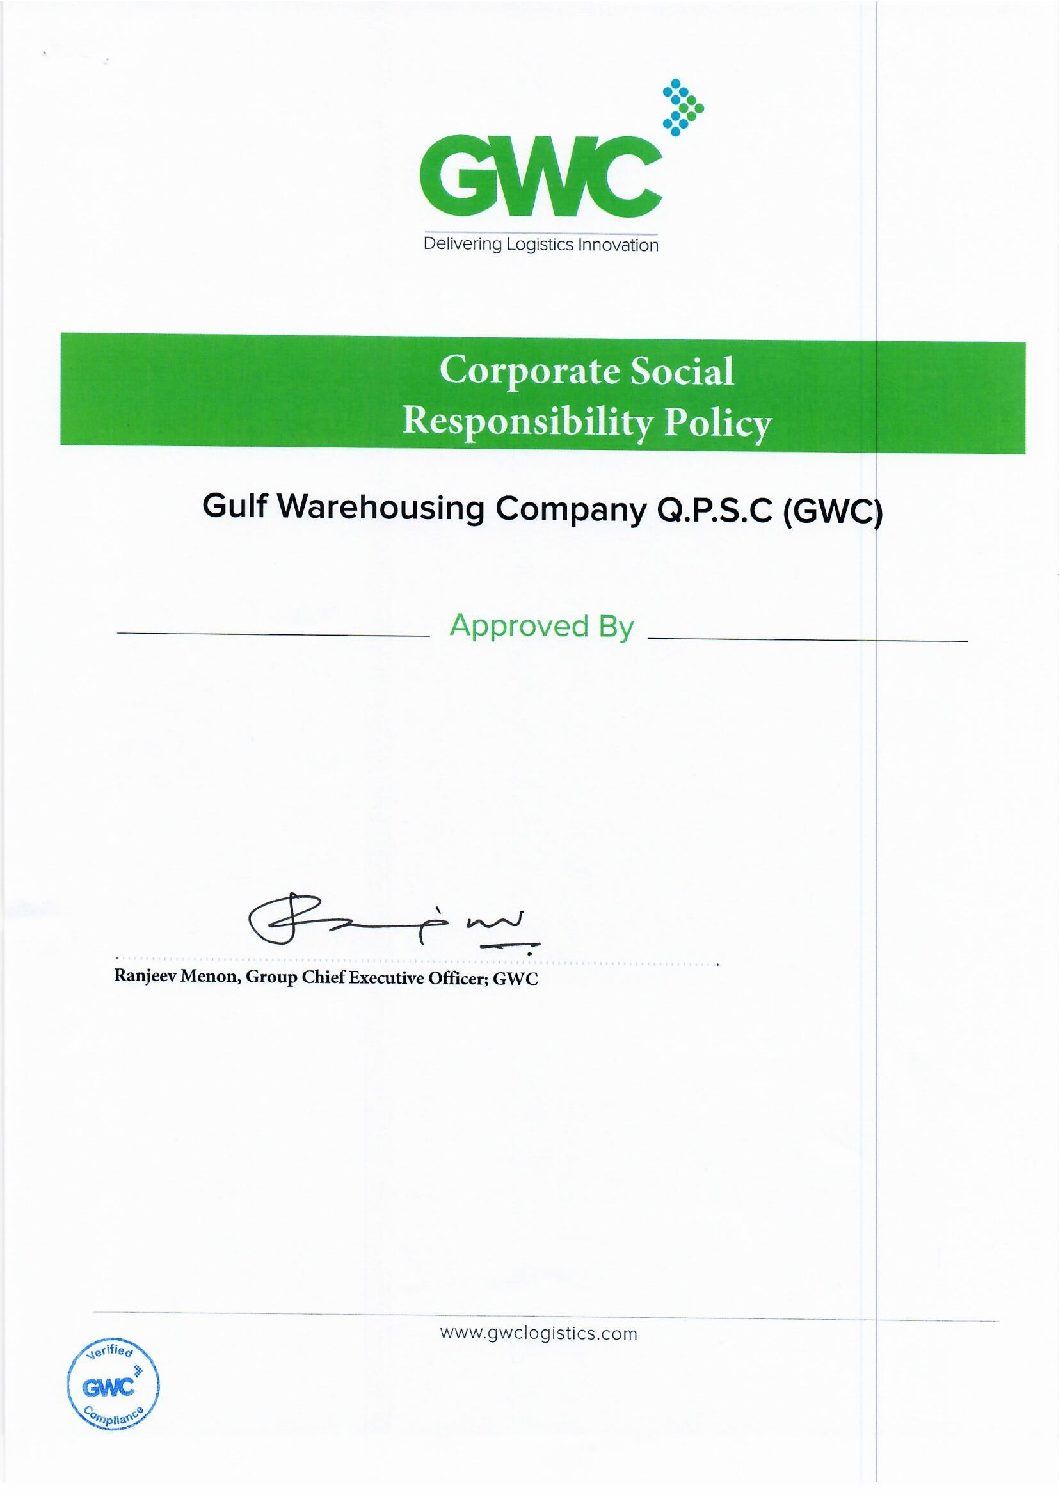 GWC
Delivering Logistics Innovation
Corporate Social
Responsibility Policy
Gulf Warehousing Company Q.P.S.C (GWC)
Approved By
Ranjeev Menon, Group Chief Executive Officer; GWC
www.gwclogistics.com
Verified
GWC
Compliance